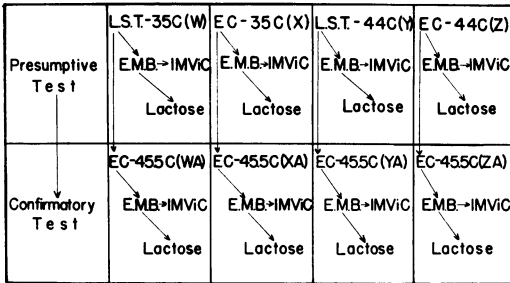 L.S.T.-35C(W) EC-35C(X) L.S.T.-44C(Y) EC-44C(Z)
Presumptive Test
E.M.B.→IMViC E.M.B.→IMViC E.M.B.→IMViC E.M.B.→IMViC
Lactose Lactose Lactose Lactose
EC-45.5C(WA) EC-45.5C(XA) EC-45.5C(YA) EC-45.5C(ZA)
Confirmatory Test
E.M.B.→IMViC E.M.B.→IMViC E.M.B.→IMViC E.M.B.→IMViC
Lactose Lactose Lactose Lactose